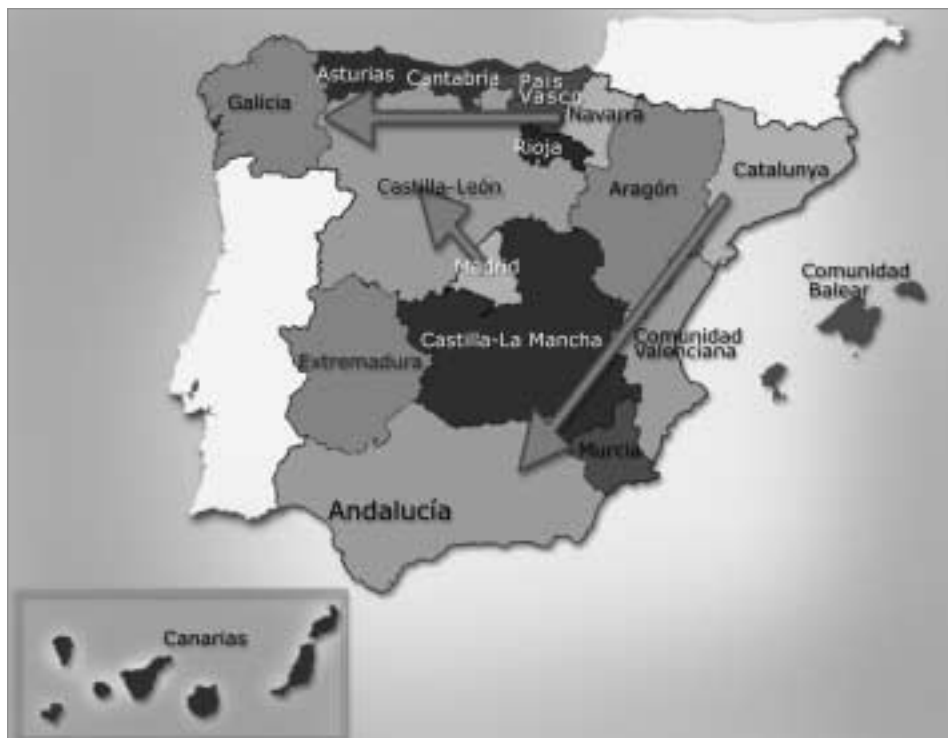 Asturias
Cantabria
País
Vasco
Galicia
Navarra
Rioja
Catalunya
Castilla-León
Aragón
Madrid
Comunidad
Balear
Castilla-La Mancha
Comunidad
Valenciana
Extremadura
Murcia
Andalucía
Canarias